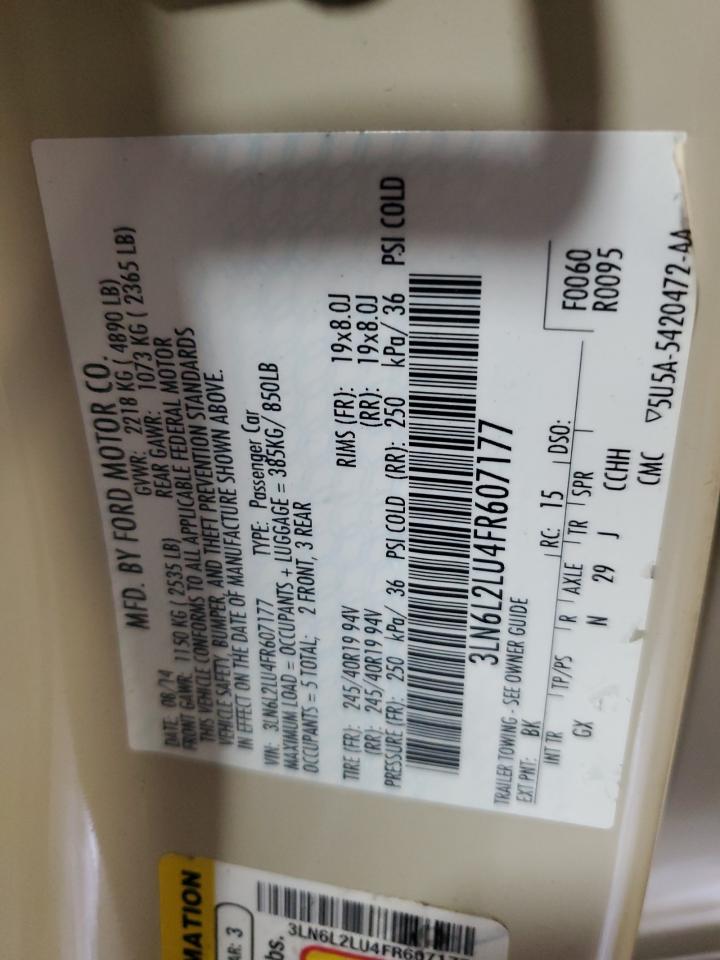 MFD. BY FORD MOTOR CO.
DATE: 08/14 GVWR: 2218 KG ( 4890 LB)
FRONT GAWR: 1150 KG ( 2535 LB) REAR GAWR: 1073 KG ( 2365 LB)
THIS VEHICLE CONFORMS TO ALL APPLICABLE FEDERAL MOTOR
VEHICLE SAFETY, BUMPER, AND THEFT PREVENTION STANDARDS
IN EFFECT ON THE DATE OF MANUFACTURE SHOWN ABOVE.
VIN: 3LN6L2LU4FR607177 TYPE: Passenger Car
MAXIMUM LOAD = OCCUPANTS + LUGGAGE = 385KG/ 850LB
OCCUPANTS = 5 TOTAL; 2 FRONT, 3 REAR
TIRE (FR): 245/40R19 94V RIMS (FR): 19x8.0J
(RR): 245/40R19 94V (RR): 19x8.0J
PRESSURE (FR): 250 kPa/ 36 PSI COLD (RR): 250 kPa/ 36 PSI COLD
3LN6L2LU4FR607177
TRAILER TOWING - SEE OWNER GUIDE
EXT PNT: BK RC: 15 DSO: F0060
R0095
INT TR TP/PS R AXLE TR SPR
GX N 29 J CCHH
CMC ▽5U5A-5420472-AA
MATION
AR: 3
bs.
3LN6L2LU4FR60717